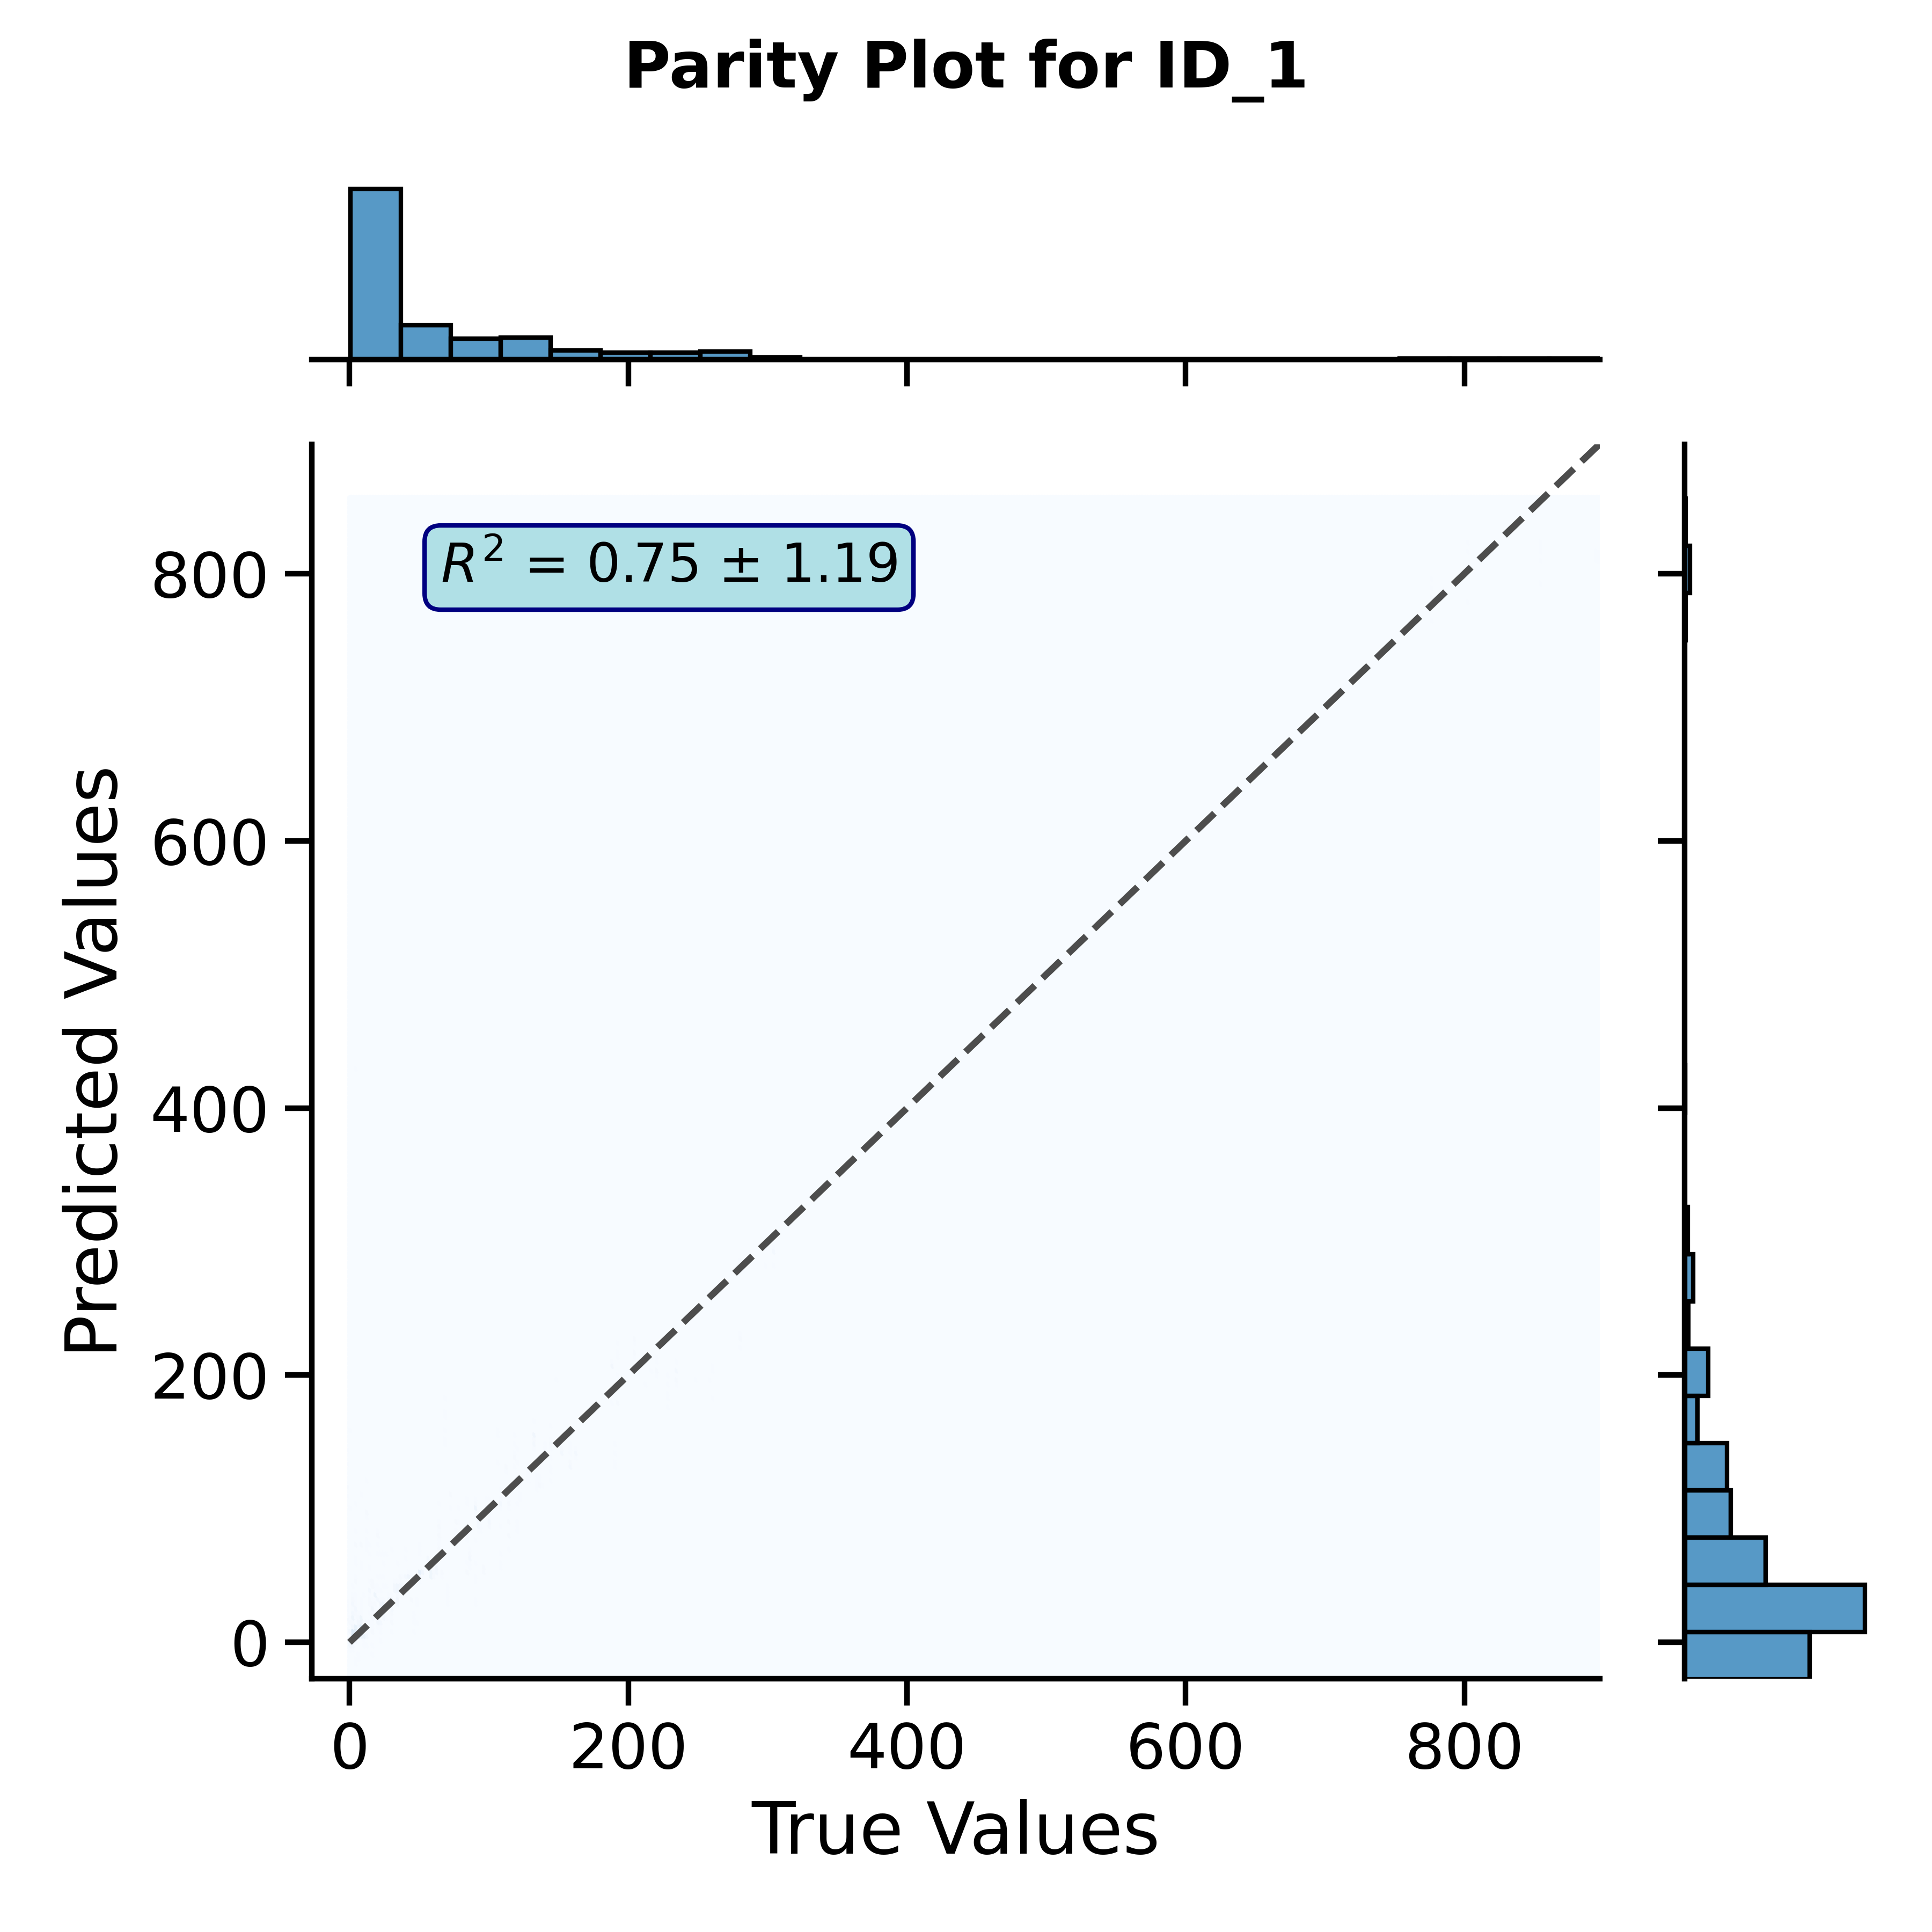 Parity Plot for ID_1
R² = 0.75 ± 1.19
Predicted Values
800
600
400
200
0
0 200 400 600 800
True Values